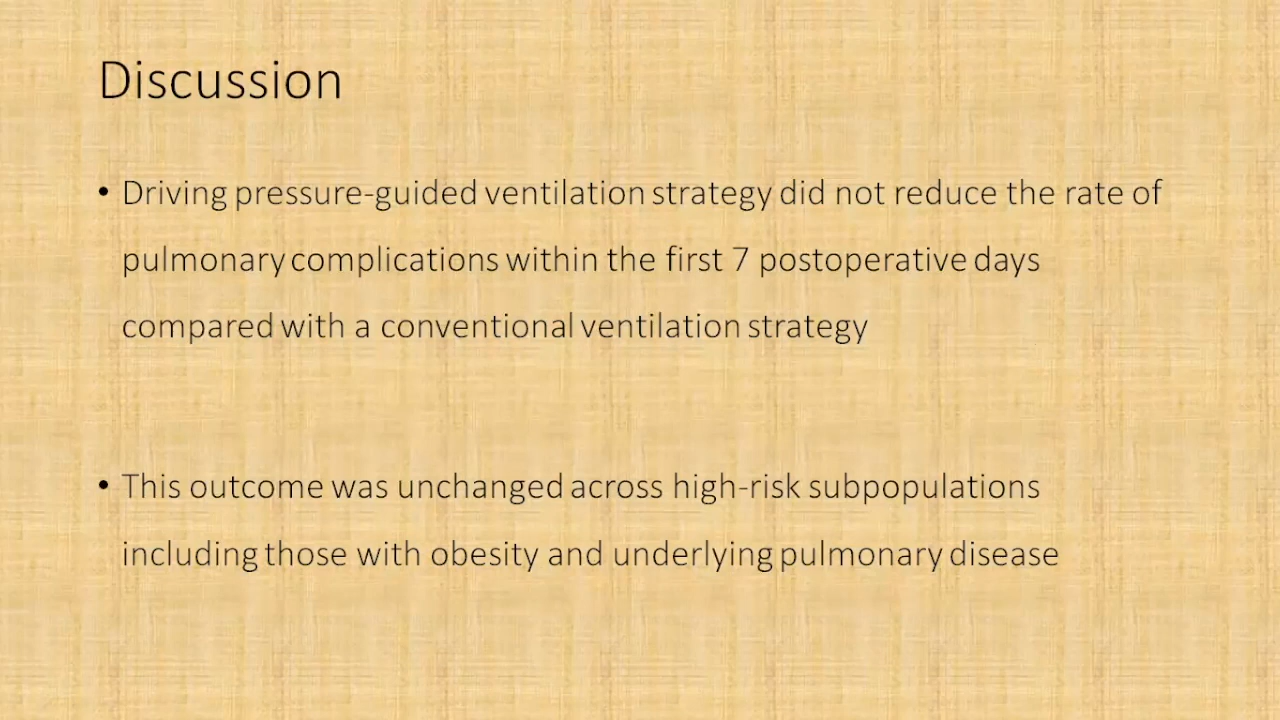 Discussion
• Driving pressure-guided ventilation strategy did not reduce the rate of
pulmonary complications within the first 7 postoperative days
compared with a conventional ventilation strategy
• This outcome was unchanged across high-risk subpopulations
including those with obesity and underlying pulmonary disease